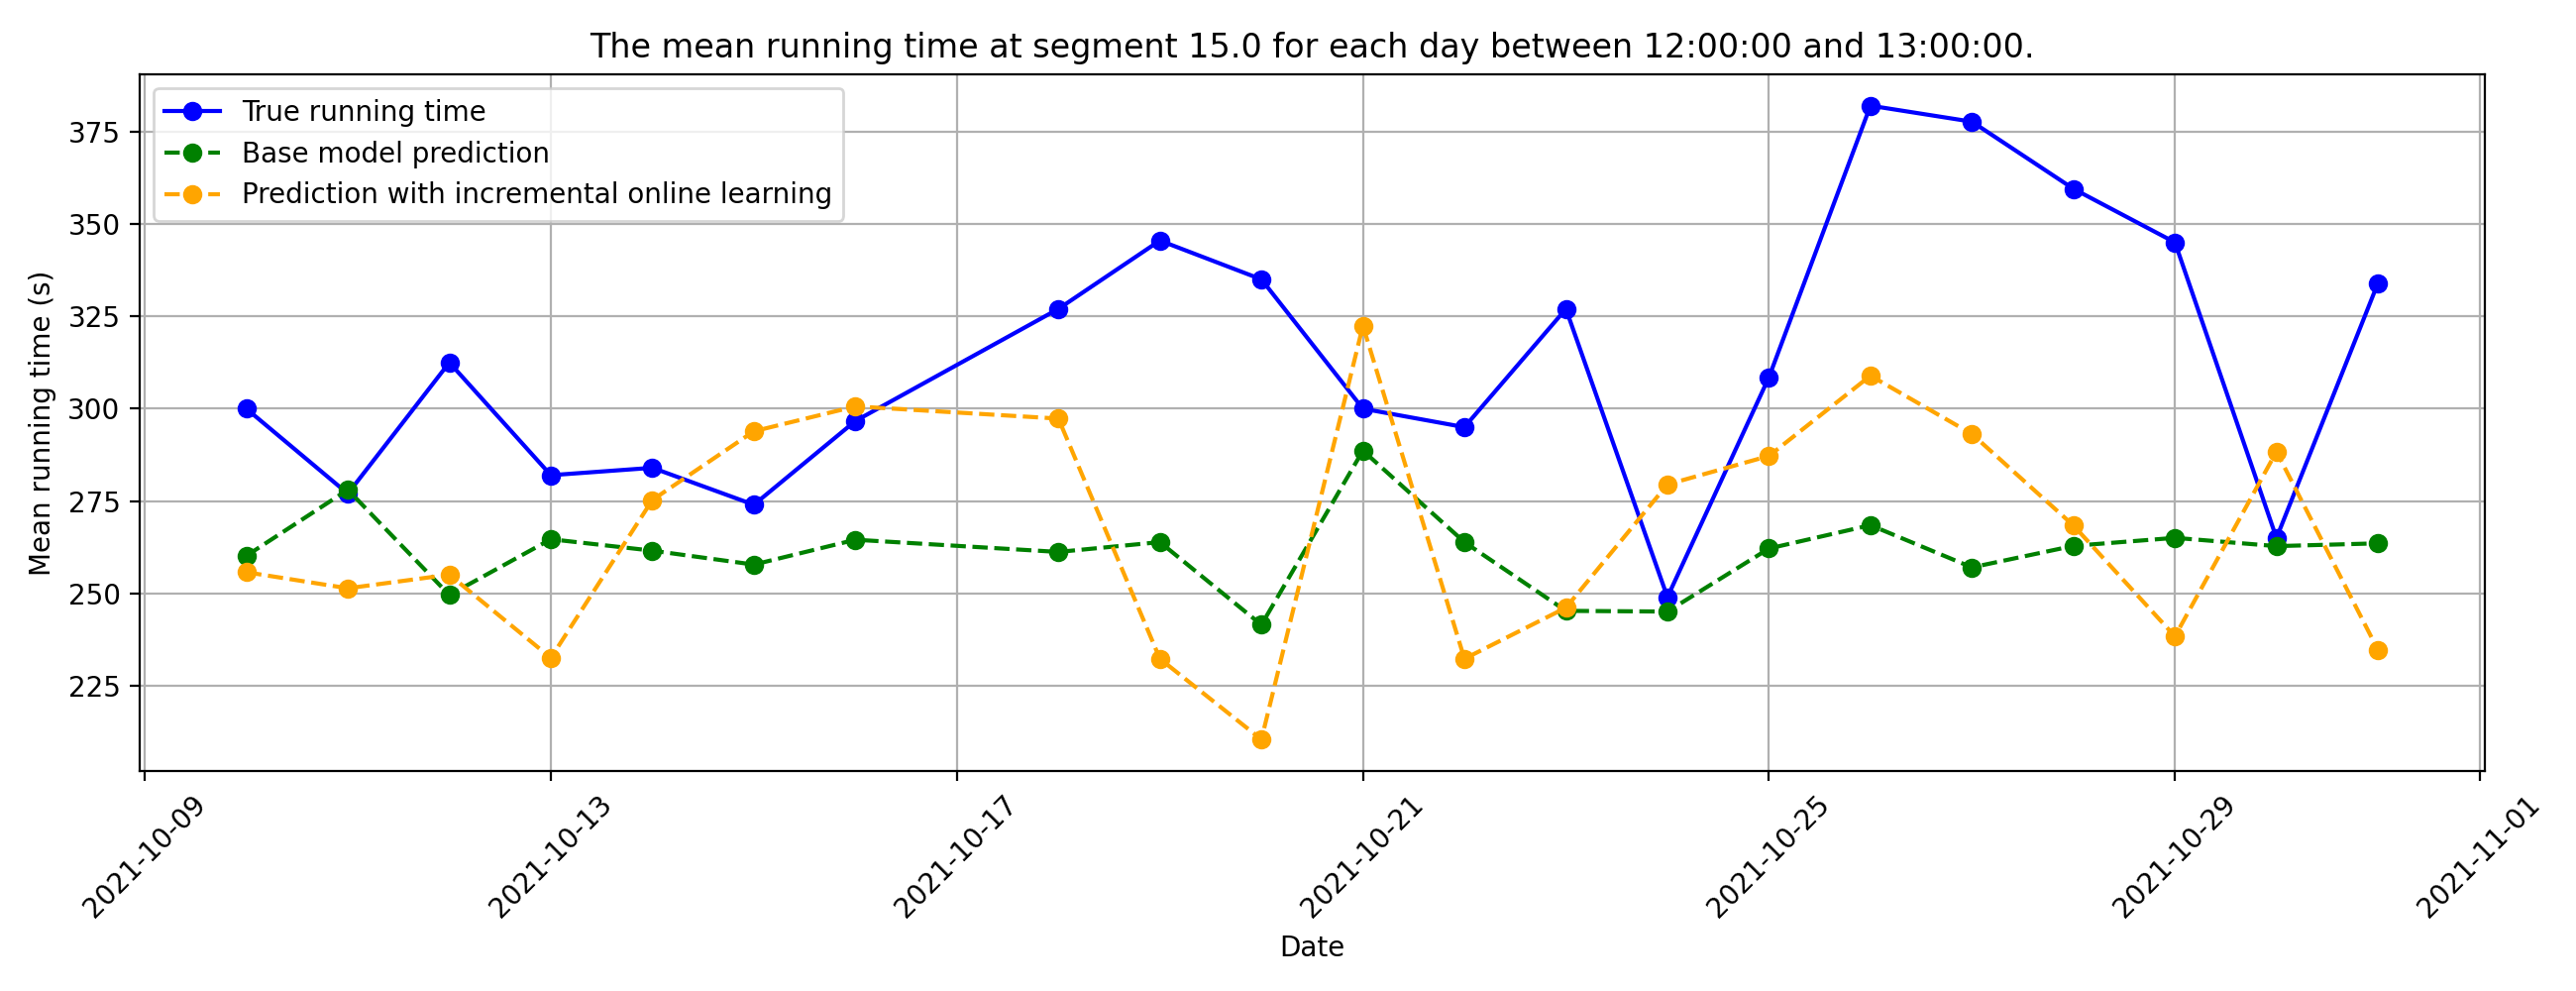 The mean running time at segment 15.0 for each day between 12:00:00 and 13:00:00.
True running time
Base model prediction
Prediction with incremental online learning
Mean running time (s)
375
350
325
300
275
250
225
2021-10-09
2021-10-13
2021-10-17
2021-10-21
2021-10-25
2021-10-29
2021-11-01
Date